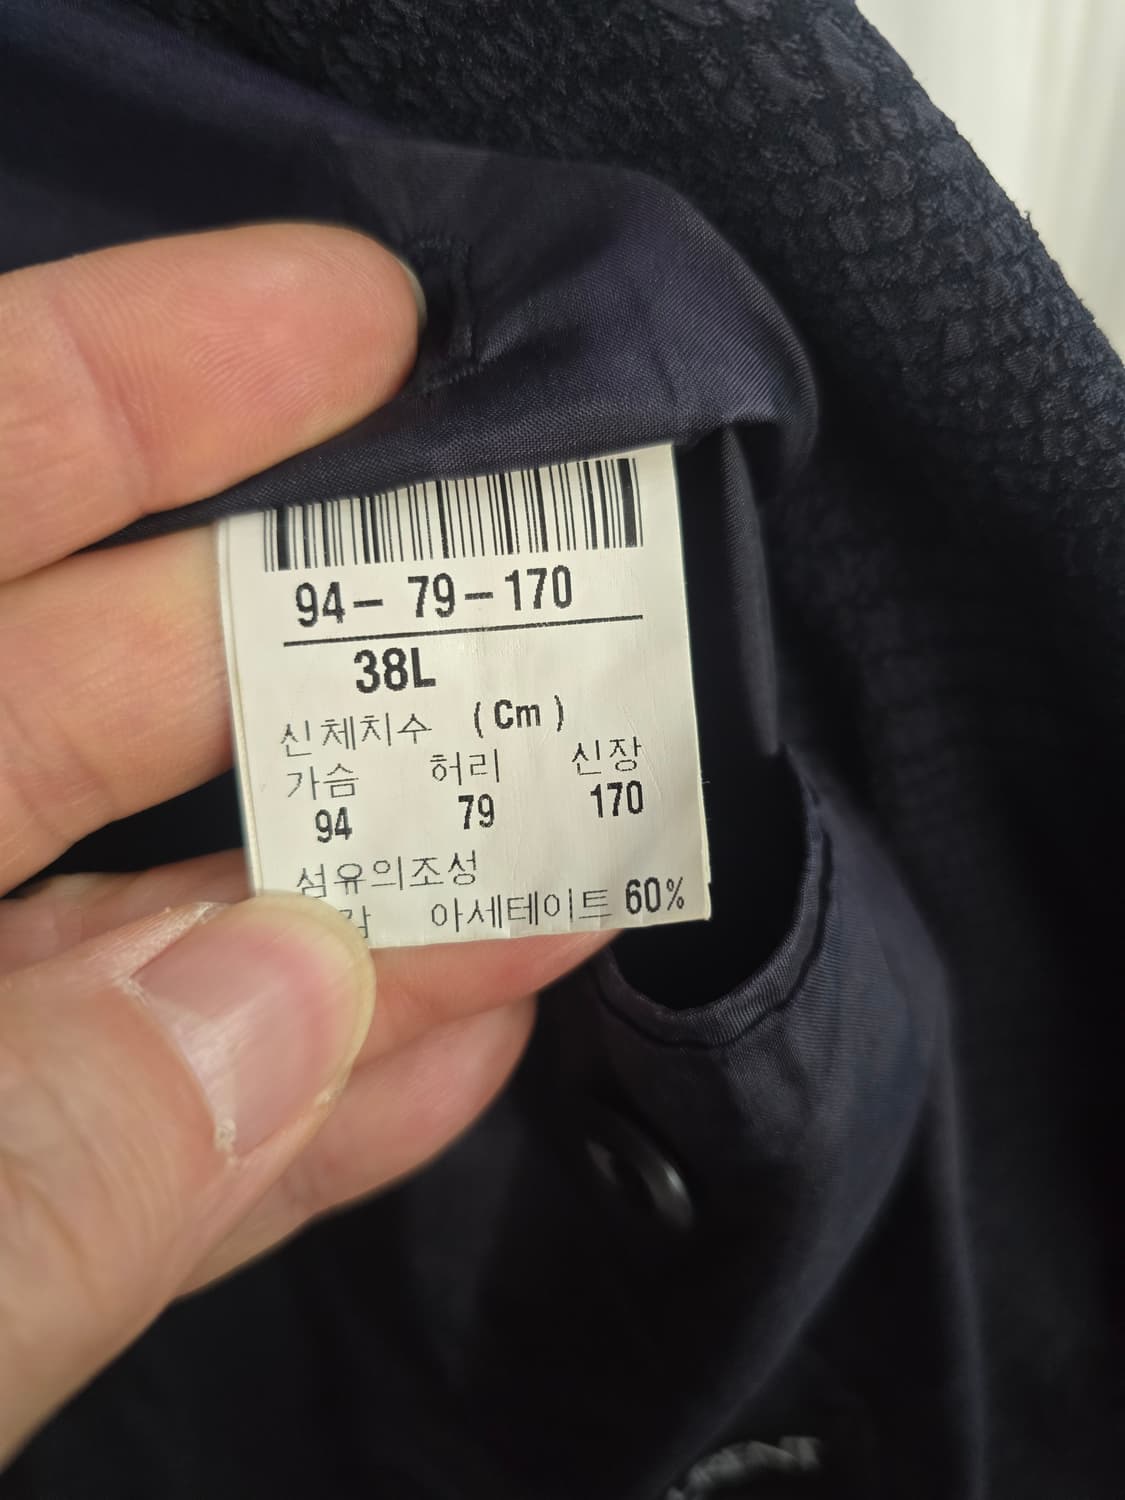 94- 79-170
38L
신체치수 (Cm)
가슴 허리 신장
94 79 170
섬유의조성
아세테이트 60%